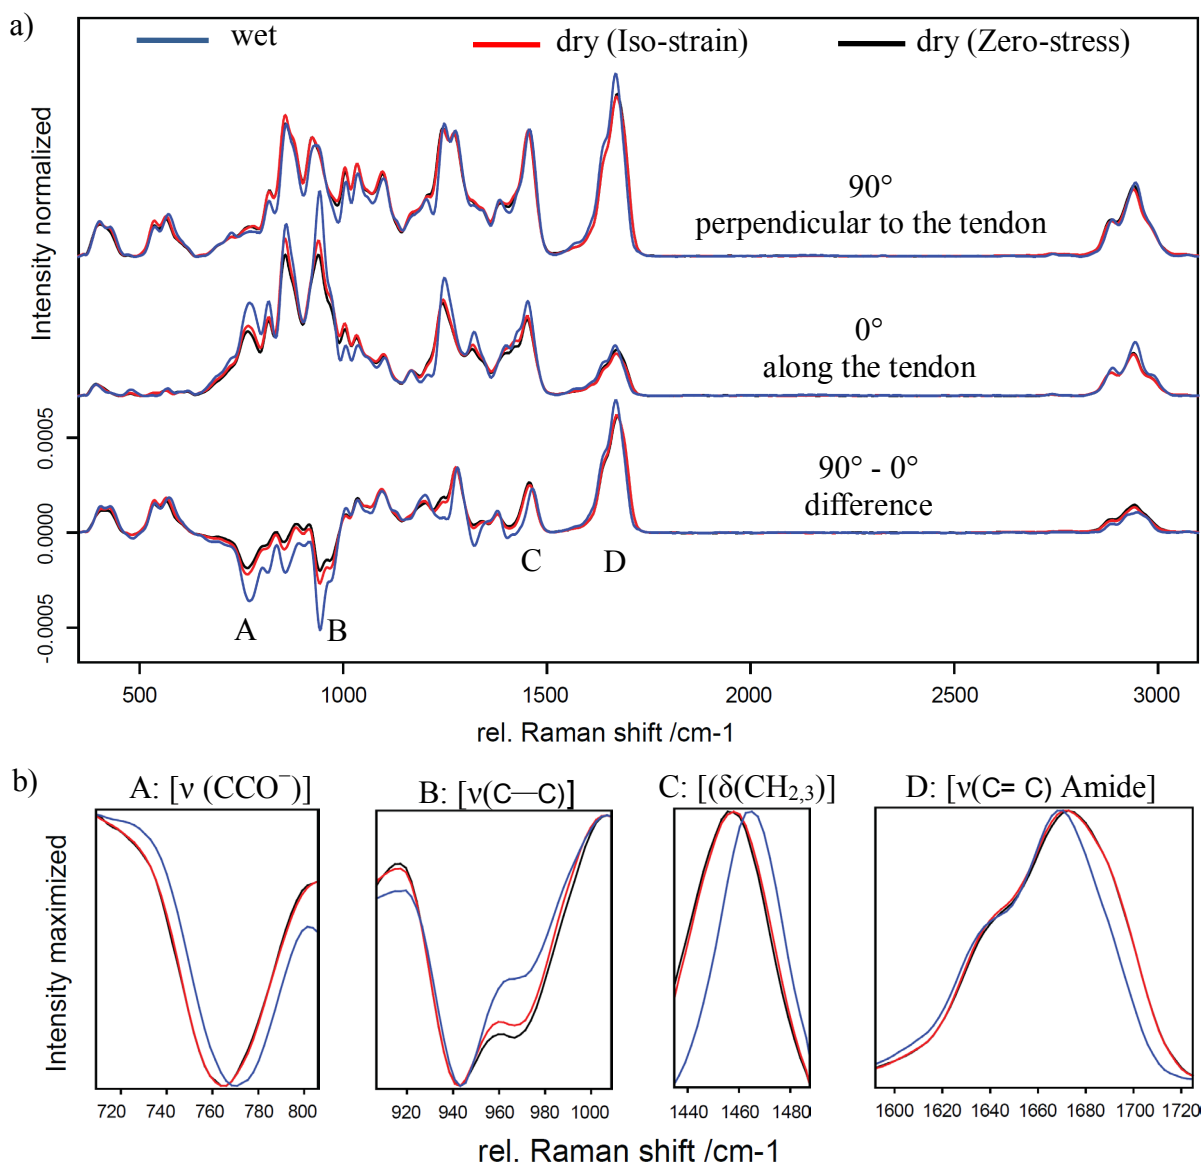 a)
wet
dry (Iso-strain)
dry (Zero-stress)
Intensity normalized
90°
perpendicular to the tendon
0°
along the tendon
90° - 0°
difference
0.0005
0.0000
-0.0005
A
B
C
D
500
1000
1500
2000
2500
3000
rel. Raman shift /cm-1
b)
A: [ν (CCO⁻)]
B: [ν(C—C)]
C: [(δ(CH₂,₃)]
D: [ν(C= C) Amide]
Intensity maximized
720 740 760 780 800
920 940 960 980 1000
1440 1460 1480
1600 1620 1640 1660 1680 1700 1720
rel. Raman shift /cm-1